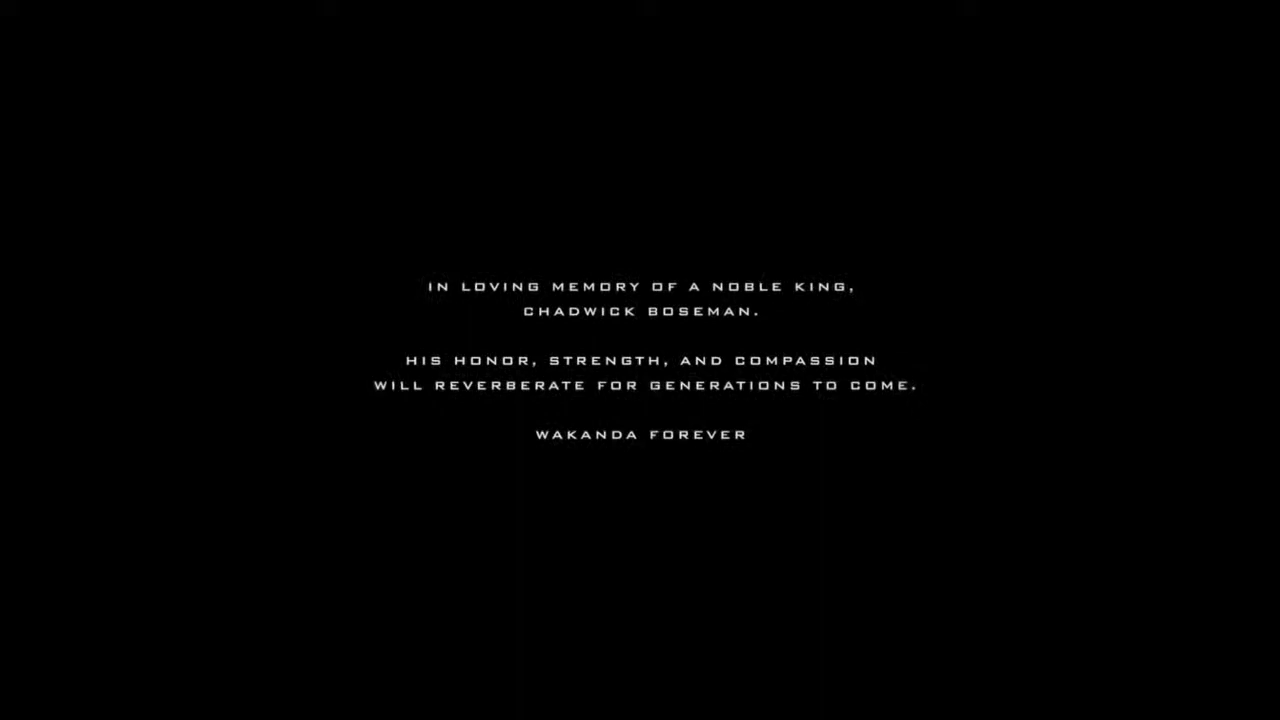 IN LOVING MEMORY OF A NOBLE KING,
CHADWICK BOSEMAN.
HIS HONOR, STRENGTH, AND COMPASSION
WILL REVERBERATE FOR GENERATIONS TO COME.
WAKANDA FOREVER